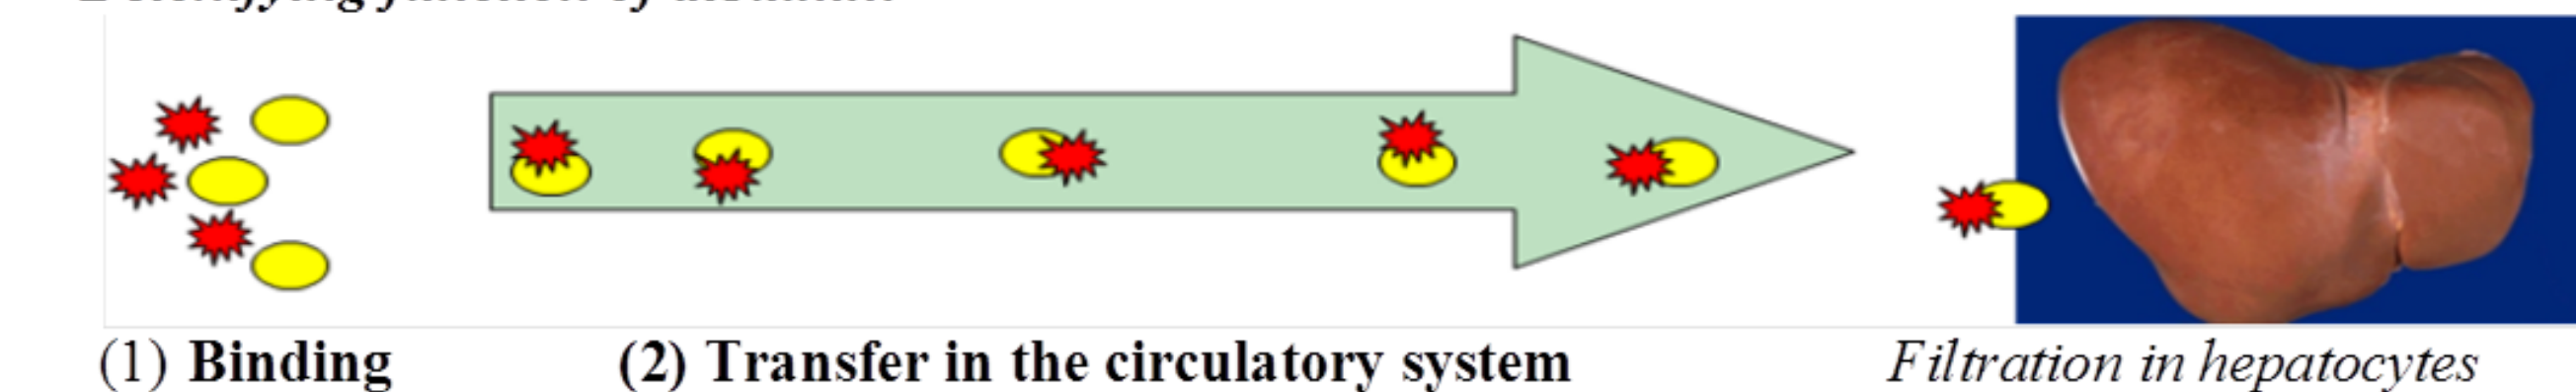 (1) Binding
(2) Transfer in the circulatory system
Filtration in hepatocytes